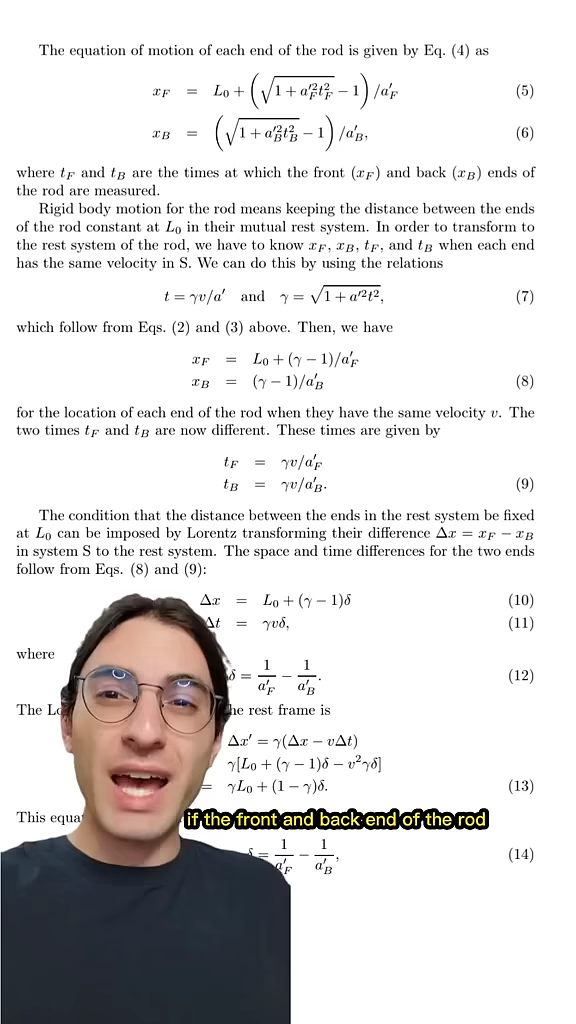 The equation of motion of each end of the rod is given by Eq. (4) as
x_F = L_0 + (√(1 + a′_F² t_F²) − 1) /a′_F (5)
x_B = (√(1 + a′_B² t_B²) − 1) /a′_B, (6)
where t_F and t_B are the times at which the front (x_F) and back (x_B) ends of
the rod are measured.
Rigid body motion for the rod means keeping the distance between the ends
of the rod constant at L_0 in their mutual rest system. In order to transform to
the rest system of the rod, we have to know x_F, x_B, t_F, and t_B when each end
has the same velocity in S. We can do this by using the relations
t = γv/a′ and γ = √(1 + a′²t²), (7)
which follow from Eqs. (2) and (3) above. Then, we have
x_F = L_0 + (γ − 1)/a′_F
x_B = (γ − 1)/a′_B (8)
for the location of each end of the rod when they have the same velocity v. The
two times t_F and t_B are now different. These times are given by
t_F = γv/a′_F
t_B = γv/a′_B. (9)
The condition that the distance between the ends in the rest system be fixed
at L_0 can be imposed by Lorentz transforming their difference Δx = x_F − x_B
in system S to the rest system. The space and time differences for the two ends
follow from Eqs. (8) and (9):
Δx = L_0 + (γ − 1)δ (10)
Δt = γvδ, (11)
where
δ = 1/a′_F − 1/a′_B. (12)
The rest frame is
Δx′ = γ(Δx − vΔt)
γ[L_0 + (γ − 1)δ − v²γδ]
= γL_0 + (1 − γ)δ. (13)
This
if the front and back end of the rod
δ = 1/a′_F − 1/a′_B, (14)